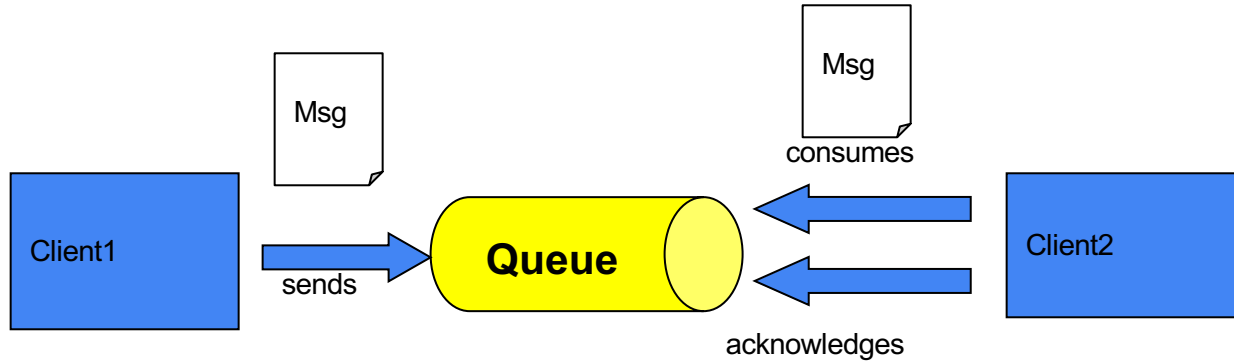 Msg
Msg
consumes
Client1
Queue
Client2
sends
acknowledges